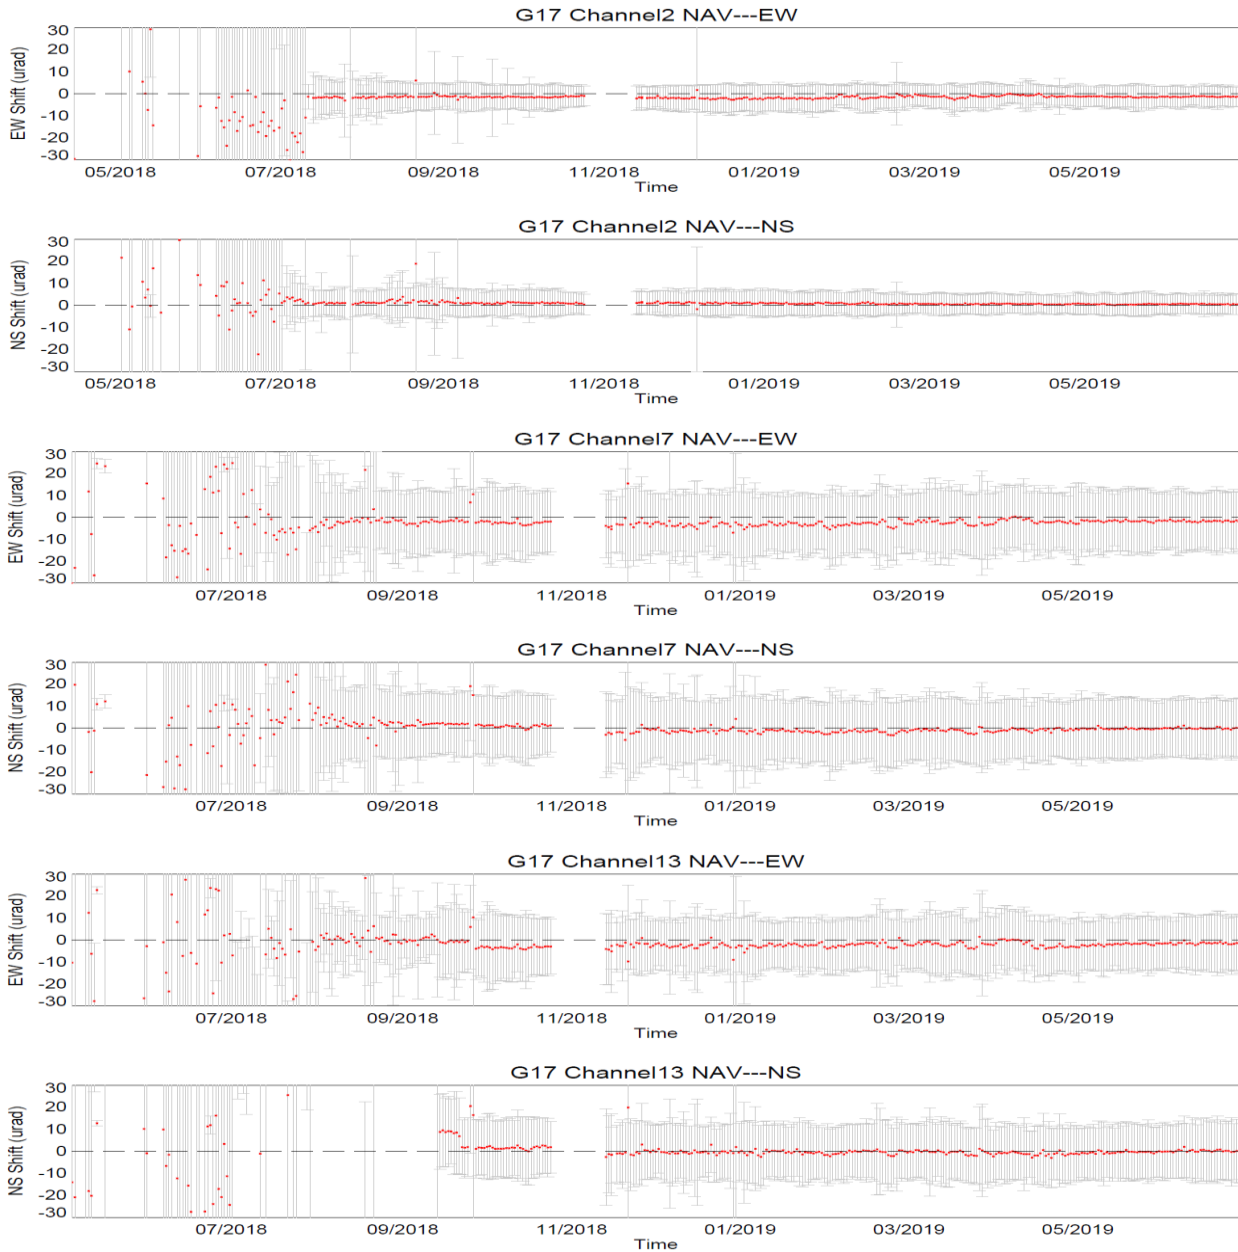 G17 Channel2 NAV---EW
30
20
10
0
-10
-20
-30
EW Shift (urad)
05/2018 07/2018 09/2018 11/2018 01/2019 03/2019 05/2019
Time
G17 Channel2 NAV---NS
30
20
10
0
-10
-20
-30
NS Shift (urad)
05/2018 07/2018 09/2018 11/2018 01/2019 03/2019 05/2019
Time
G17 Channel7 NAV---EW
30
20
10
0
-10
-20
-30
EW Shift (urad)
07/2018 09/2018 11/2018 01/2019 03/2019 05/2019
Time
G17 Channel7 NAV---NS
30
20
10
0
-10
-20
-30
NS Shift (urad)
07/2018 09/2018 11/2018 01/2019 03/2019 05/2019
Time
G17 Channel13 NAV---EW
30
20
10
0
-10
-20
-30
EW Shift (urad)
07/2018 09/2018 11/2018 01/2019 03/2019 05/2019
Time
G17 Channel13 NAV---NS
30
20
10
0
-10
-20
-30
NS Shift (urad)
07/2018 09/2018 11/2018 01/2019 03/2019 05/2019
Time